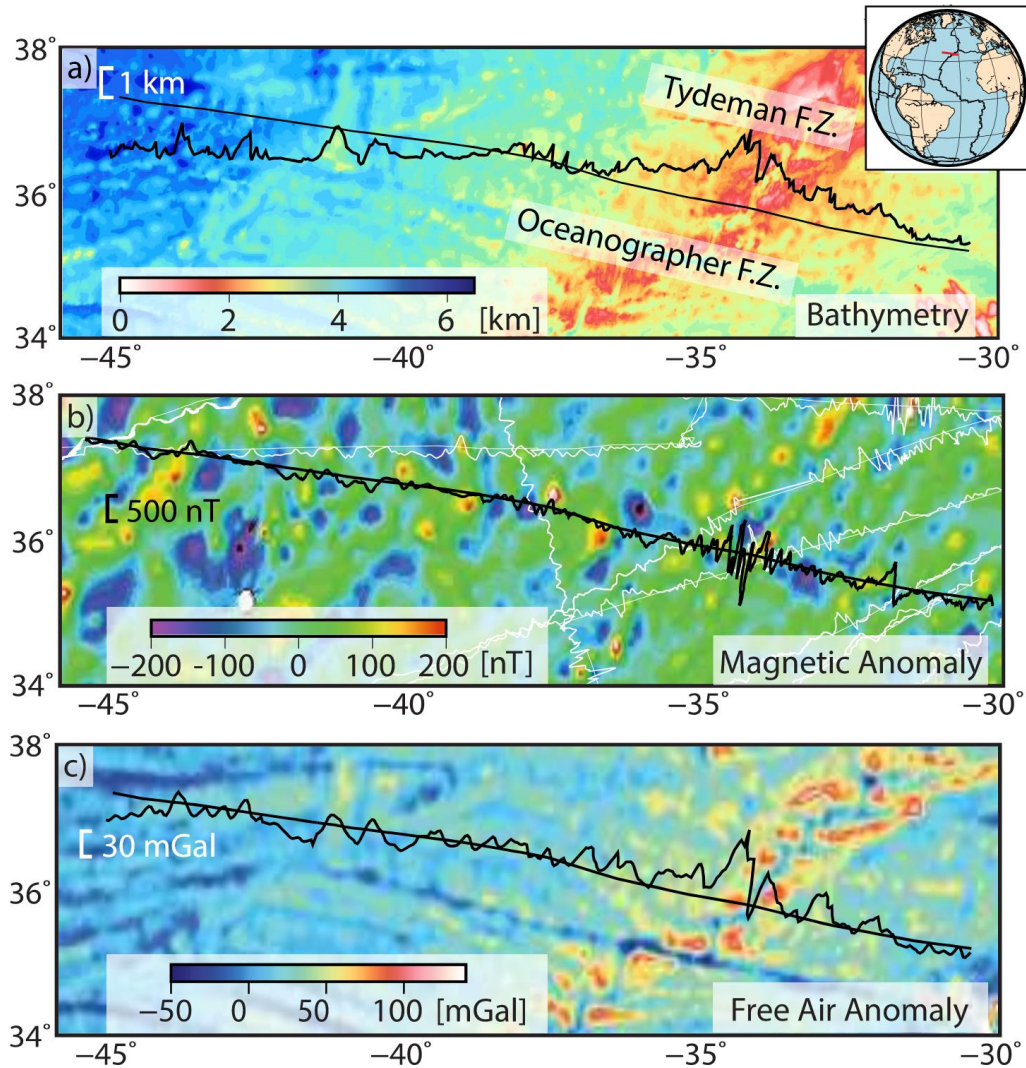 38°
a)
1 km
Tydeman F.Z.
36°
Oceanographer F.Z.
0 2 4 6 [km]
Bathymetry
34°
−45° −40° −35° −30°
38°
b)
500 nT
36°
−200 -100 0 100 200 [nT]
Magnetic Anomaly
34°
−45° −40° −35° −30°
38°
c)
30 mGal
36°
−50 0 50 100 [mGal]
Free Air Anomaly
34°
−45° −40° −35° −30°